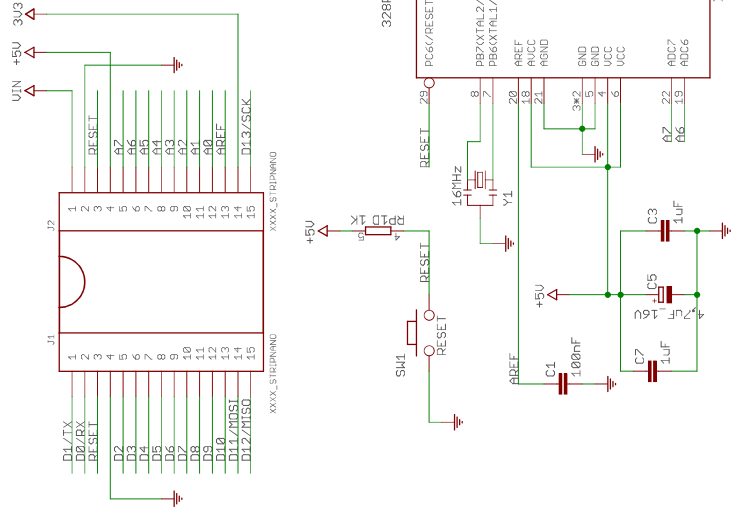 3V3
+5V
VIN
RESET
A7
A6
A5
A4
A3
A2
A1
A0
AREF
D13/SCK
1
2
3
4
5
6
7
8
9
10
11
12
13
14
15
J2
XXXX_STRIPNANO
J1
XXXX_STRIPNANO
1
2
3
4
5
6
7
8
9
10
11
12
13
14
15
D1/TX
D0/RX
RESET
D2
D3
D4
D5
D6
D7
D8
D9
D10
D11/MOSI
D12/MISO
+5V
RP1D 1K
5
4
RESET
SW1
RESET
PC6(/RESET
PB7(XTAL2/
PB6(XTAL1/
AREF
AVCC
AGND
GND
GND
VCC
VCC
ADC7
ADC6
29
8
7
20
18
21
3*2
5
4
6
22
19
RESET
A7
A6
16MHz
Y1
+5V
C3
1uF
C5
+
4,7uF_16V
C7
1uF
AREF
C1
100nF